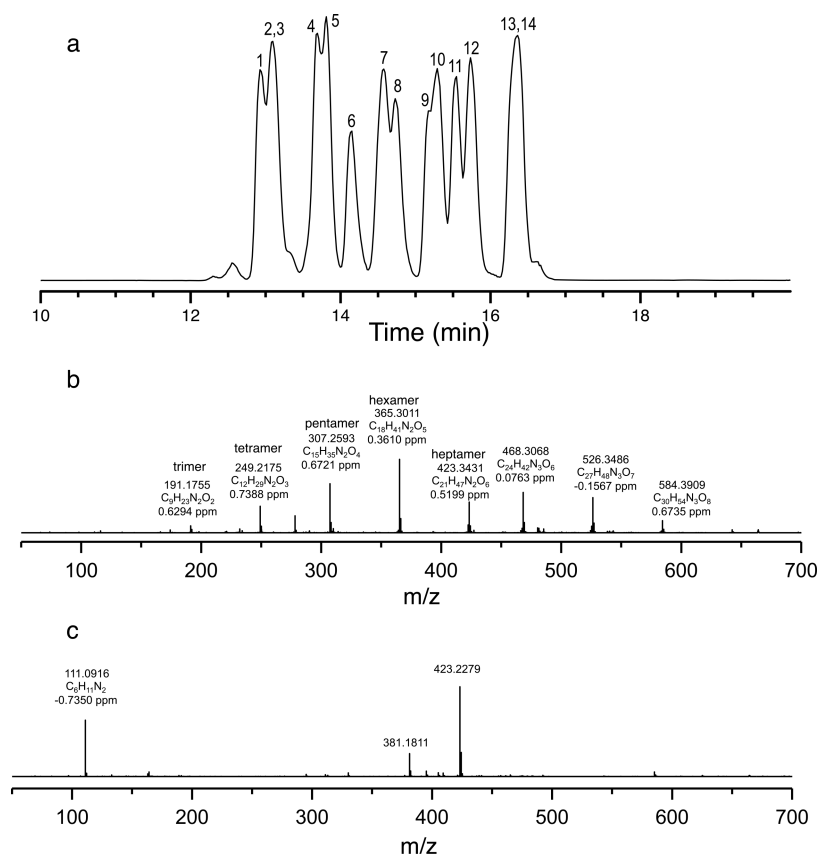 a
1
2,3
4
5
6
7
8
9
10
11
12
13,14
10
12
14
16
18
Time (min)
b
trimer
191.1755
C₉H₂₃N₂O₂
0.6294 ppm
tetramer
249.2175
C₁₂H₂₉N₂O₃
0.7388 ppm
pentamer
307.2593
C₁₅H₃₅N₂O₄
0.6721 ppm
hexamer
365.3011
C₁₈H₄₁N₂O₅
0.3610 ppm
heptamer
423.3431
C₂₁H₄₇N₂O₆
0.5199 ppm
468.3068
C₂₄H₄₂N₃O₆
0.0763 ppm
526.3486
C₂₇H₄₈N₃O₇
-0.1567 ppm
584.3909
C₃₀H₅₄N₃O₈
0.6735 ppm
100
200
300
400
500
600
700
m/z
c
111.0916
C₆H₁₁N₂
-0.7350 ppm
381.1811
423.2279
100
200
300
400
500
600
700
m/z